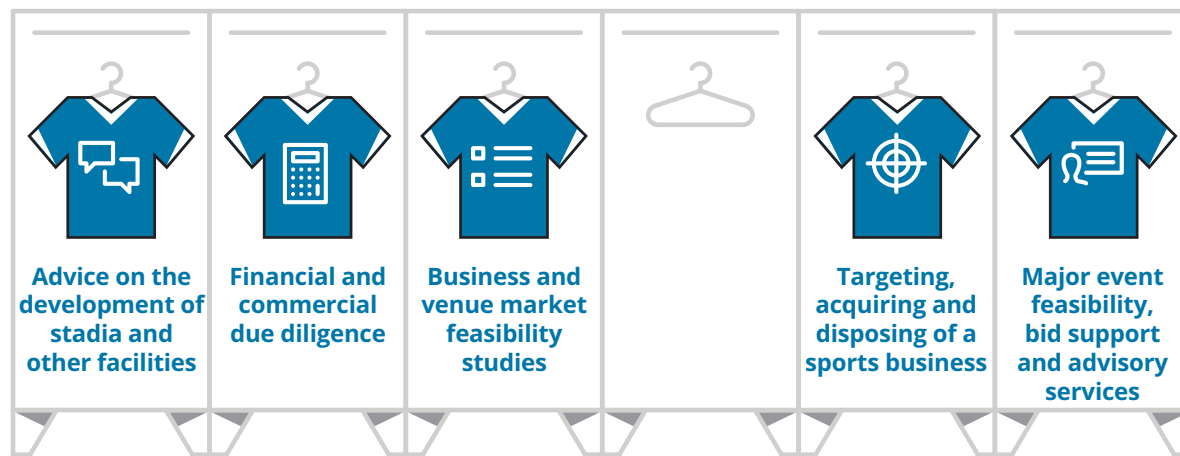 Advice on the
development of
stadia and
other facilities
Financial and
commercial
due diligence
Business and
venue market
feasibility
studies
Targeting,
acquiring and
disposing of a
sports business
Major event
feasibility,
bid support
and advisory
services